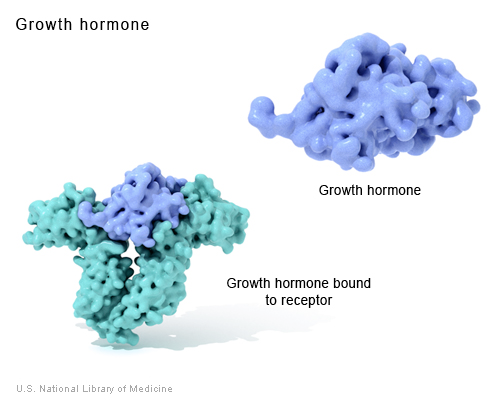 Growth hormone
Growth hormone
Growth hormone bound
to receptor
U.S. National Library of Medicine